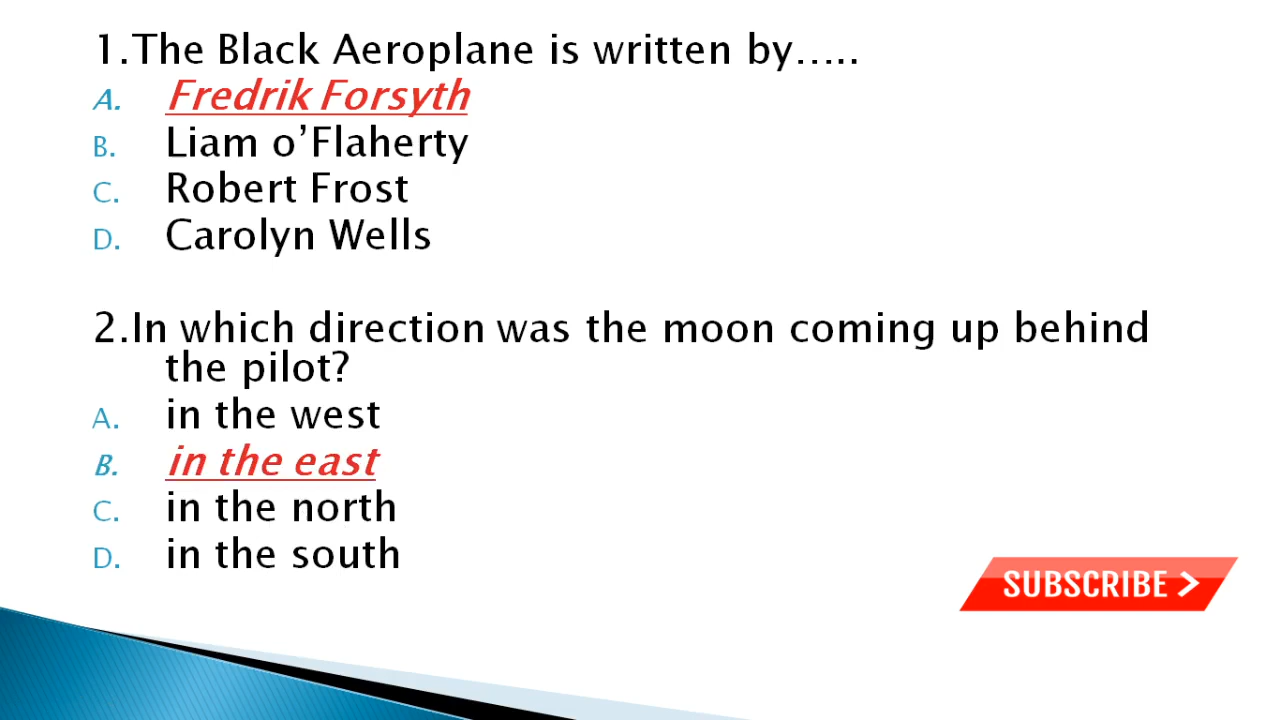 1.The Black Aeroplane is written by.....
A. Fredrik Forsyth
B. Liam o’Flaherty
C. Robert Frost
D. Carolyn Wells
2.In which direction was the moon coming up behind
the pilot?
A. in the west
B. in the east
C. in the north
D. in the south
SUBSCRIBE >